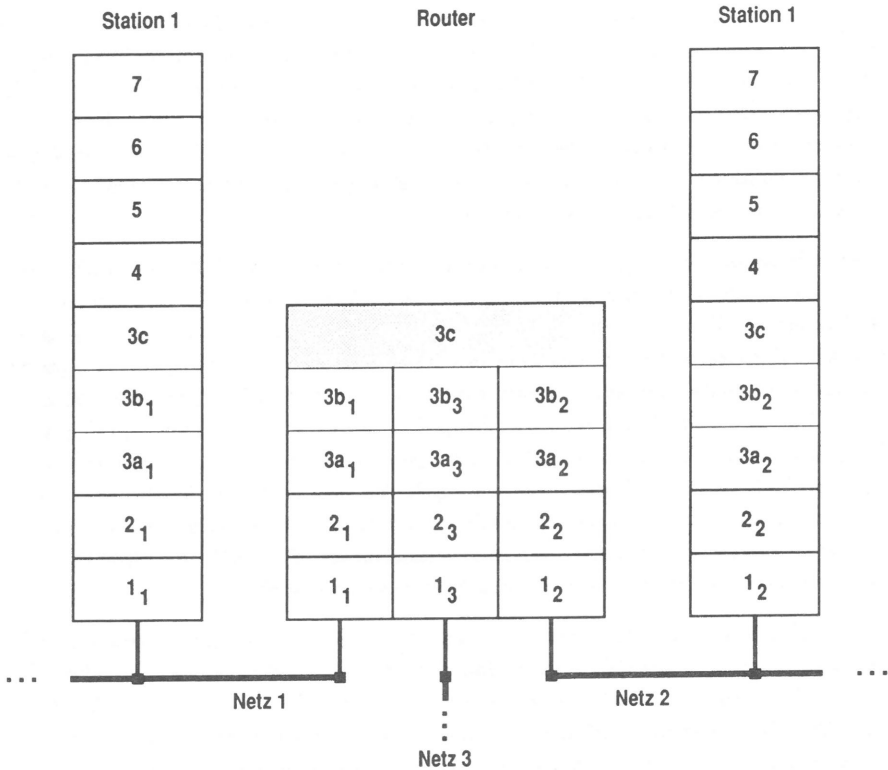 Station 1 Router Station 1
7 7
6 6
5 5
4 4
3c 3c 3c
3b1 3b1 3b3 3b2 3b2
3a1 3a1 3a3 3a2 3a2
21 21 23 22 22
11 11 13 12 12
... Netz 1 Netz 2 ...
Netz 3